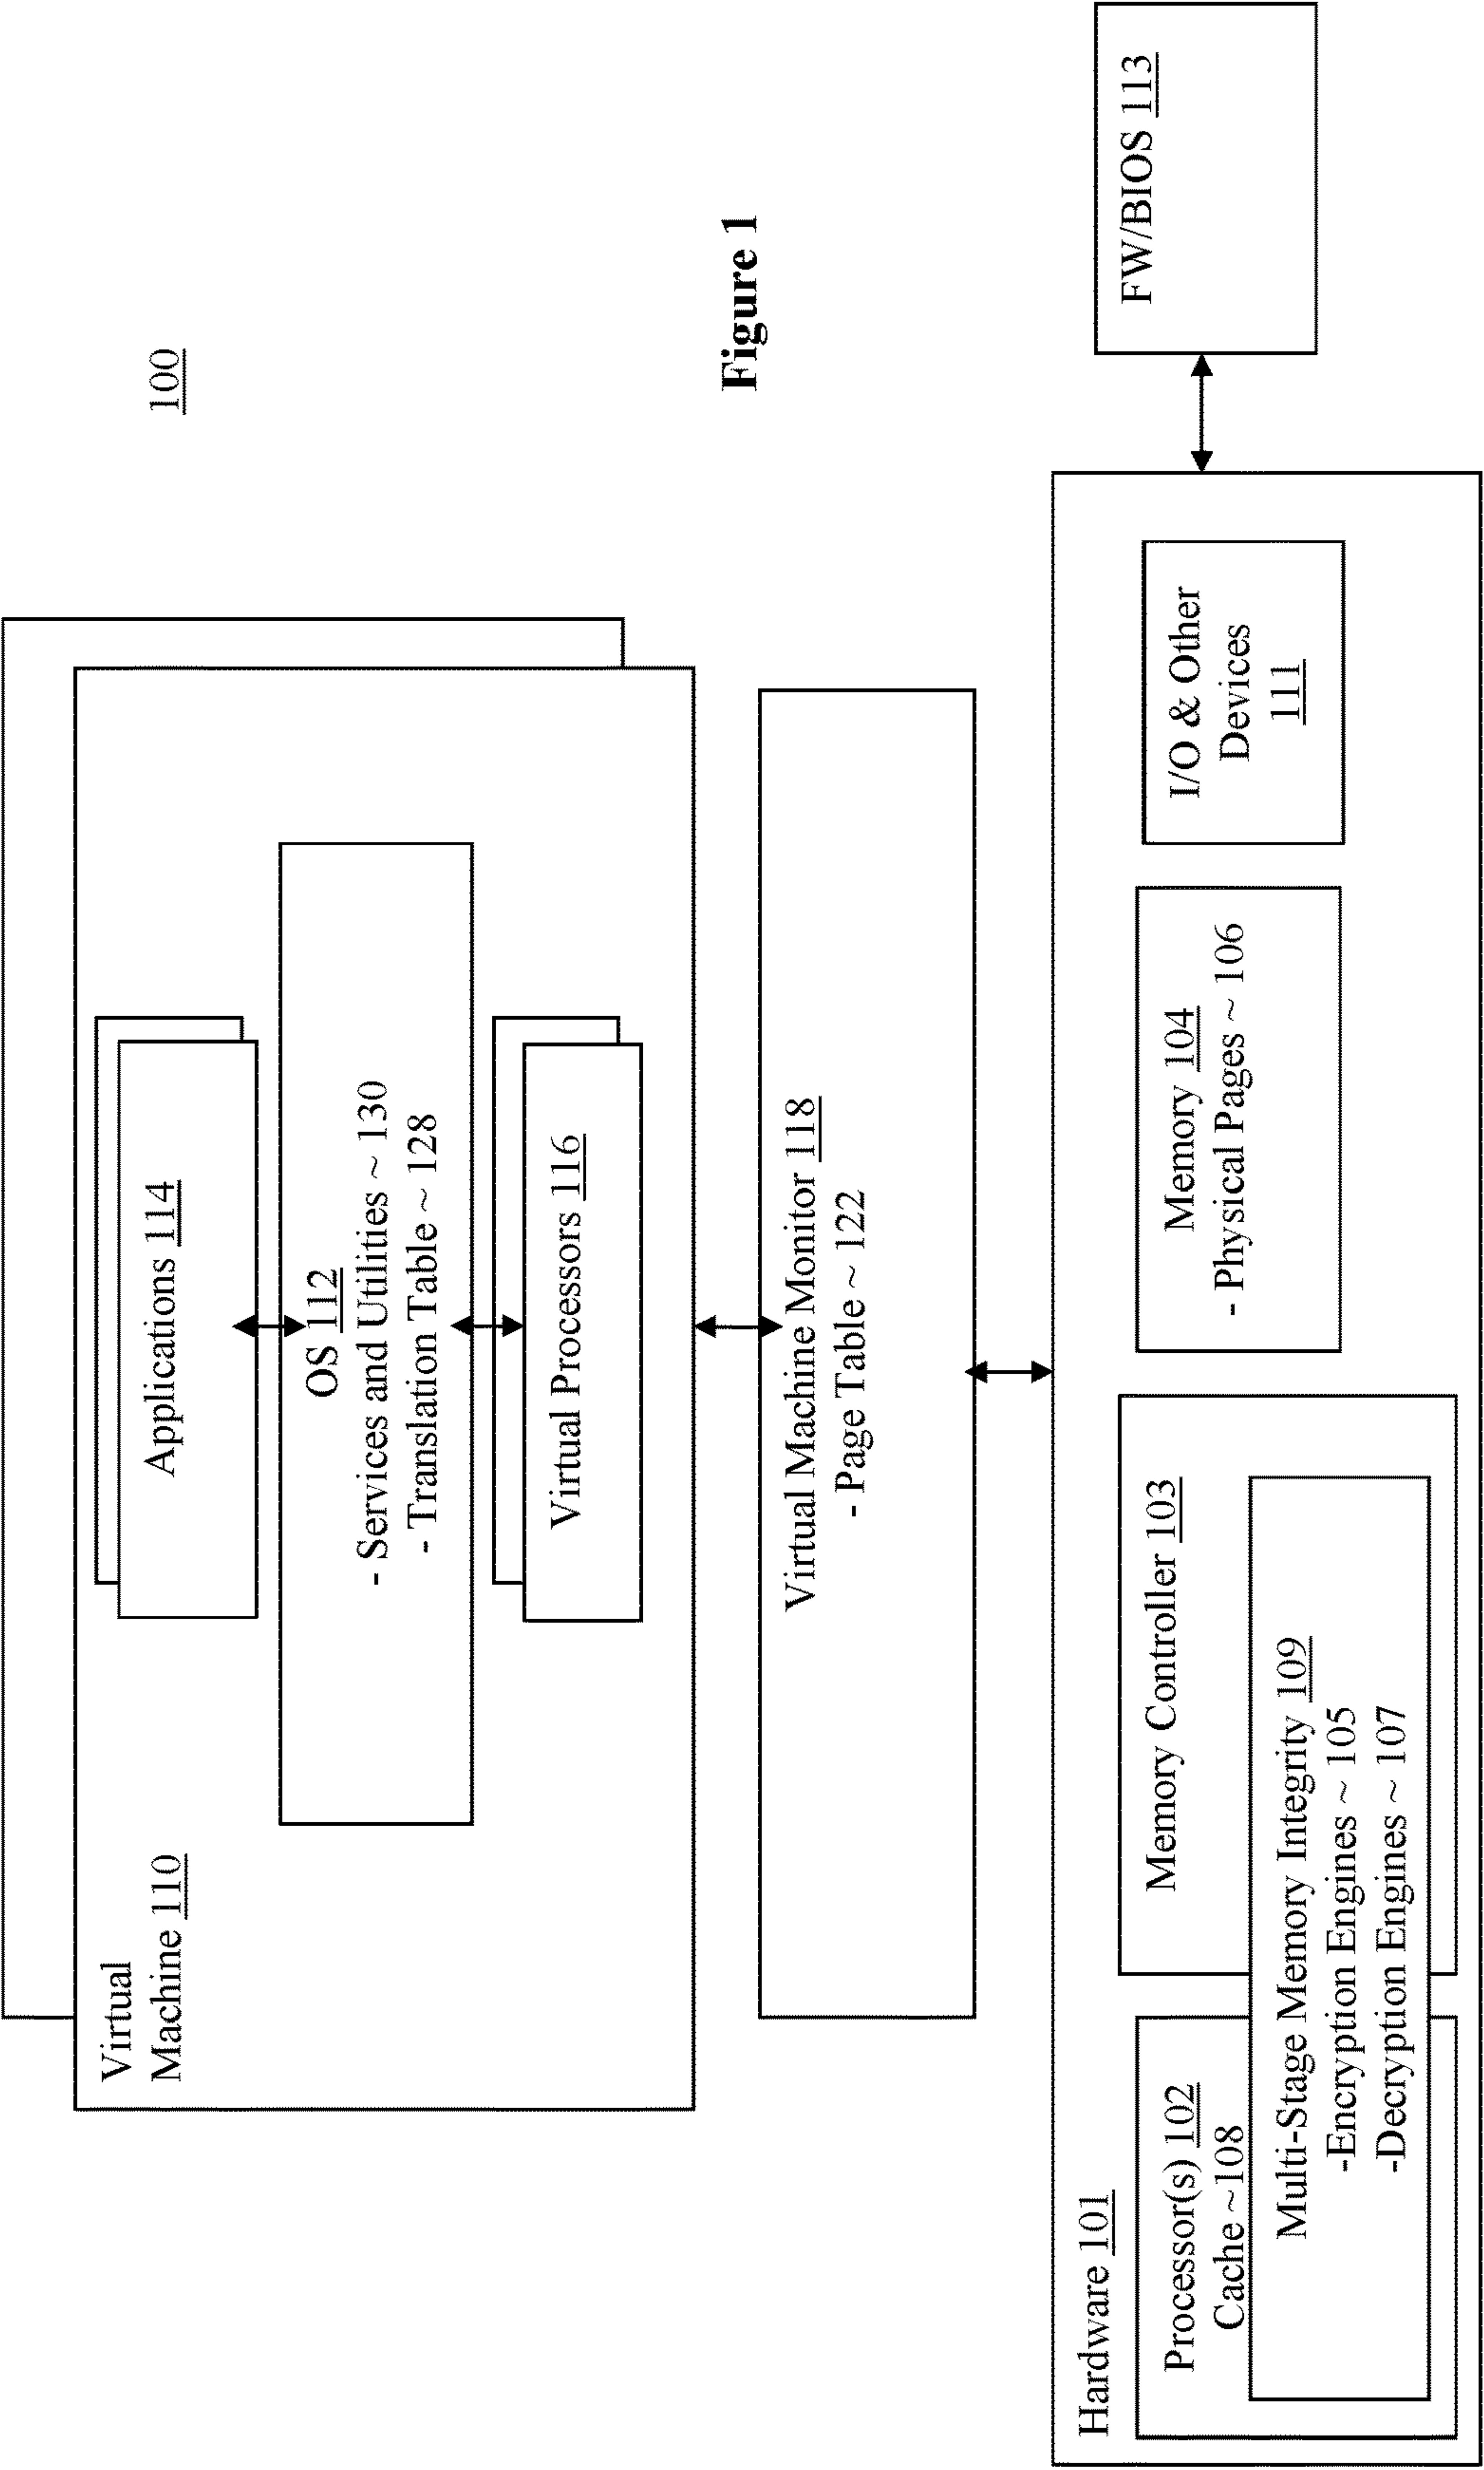 100
Virtual
Machine 110
Applications 114
OS 112
-Services and Utilities ~ 130
- Translation Table ~ 128
Virtual Processors 116
Figure 1
Virtual Machine Monitor 118
- Page Table ~ 122
Hardware 101
Processor(s) 102
Cache ~108
Memory Controller 103
Multi-Stage Memory Integrity 109
-Encryption Engines ~ 105
-Decryption Engines ~ 107
Memory 104
- Physical Pages ~ 106
I/O & Other
Devices
111
FW/BIOS 113